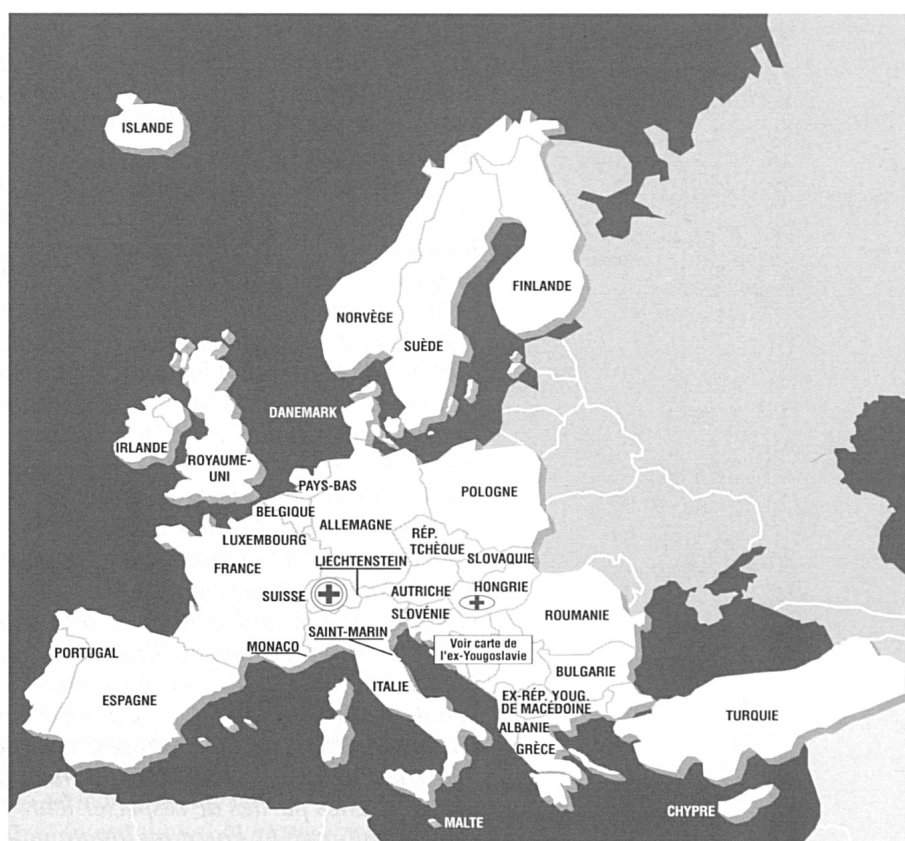 ISLANDE
FINLANDE
NORVÈGE
SUÈDE
DANEMARK
IRLANDE
ROYAUME-
UNI
PAYS-BAS
POLOGNE
BELGIQUE
ALLEMAGNE
RÉP.
TCHÈQUE
LUXEMBOURG
SLOVAQUIE
LIECHTENSTEIN
FRANCE
AUTRICHE
HONGRIE
SUISSE
SLOVÉNIE
ROUMANIE
SAINT-MARIN
MONACO
Voir carte de
l'ex-Yougoslavie
PORTUGAL
BULGARIE
ITALIE
ESPAGNE
EX-RÉP. YOUG.
DE MACÉDOINE
TURQUIE
ALBANIE
GRÈCE
CHYPRE
MALTE